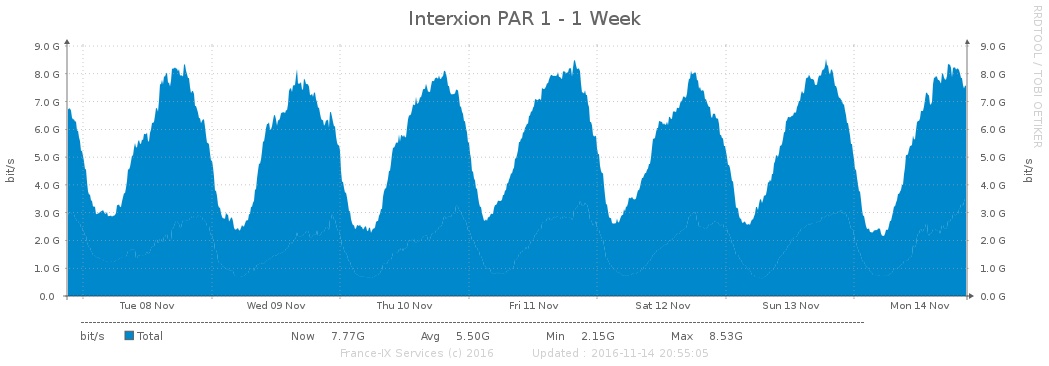 Interxion PAR 1 - 1 Week
RRDTOOL / TOBI OETIKER
9.0 G 9.0 G
8.0 G 8.0 G
7.0 G 7.0 G
6.0 G 6.0 G
5.0 G 5.0 G
4.0 G 4.0 G
3.0 G 3.0 G
2.0 G 2.0 G
1.0 G 1.0 G
0.0 0.0 G
bit/s bit/s
Tue 08 Nov Wed 09 Nov Thu 10 Nov Fri 11 Nov Sat 12 Nov Sun 13 Nov Mon 14 Nov
bit/s Total Now 7.77G Avg 5.50G Min 2.15G Max 8.53G
France-IX Services (c) 2016 Updated : 2016-11-14 20:55:05